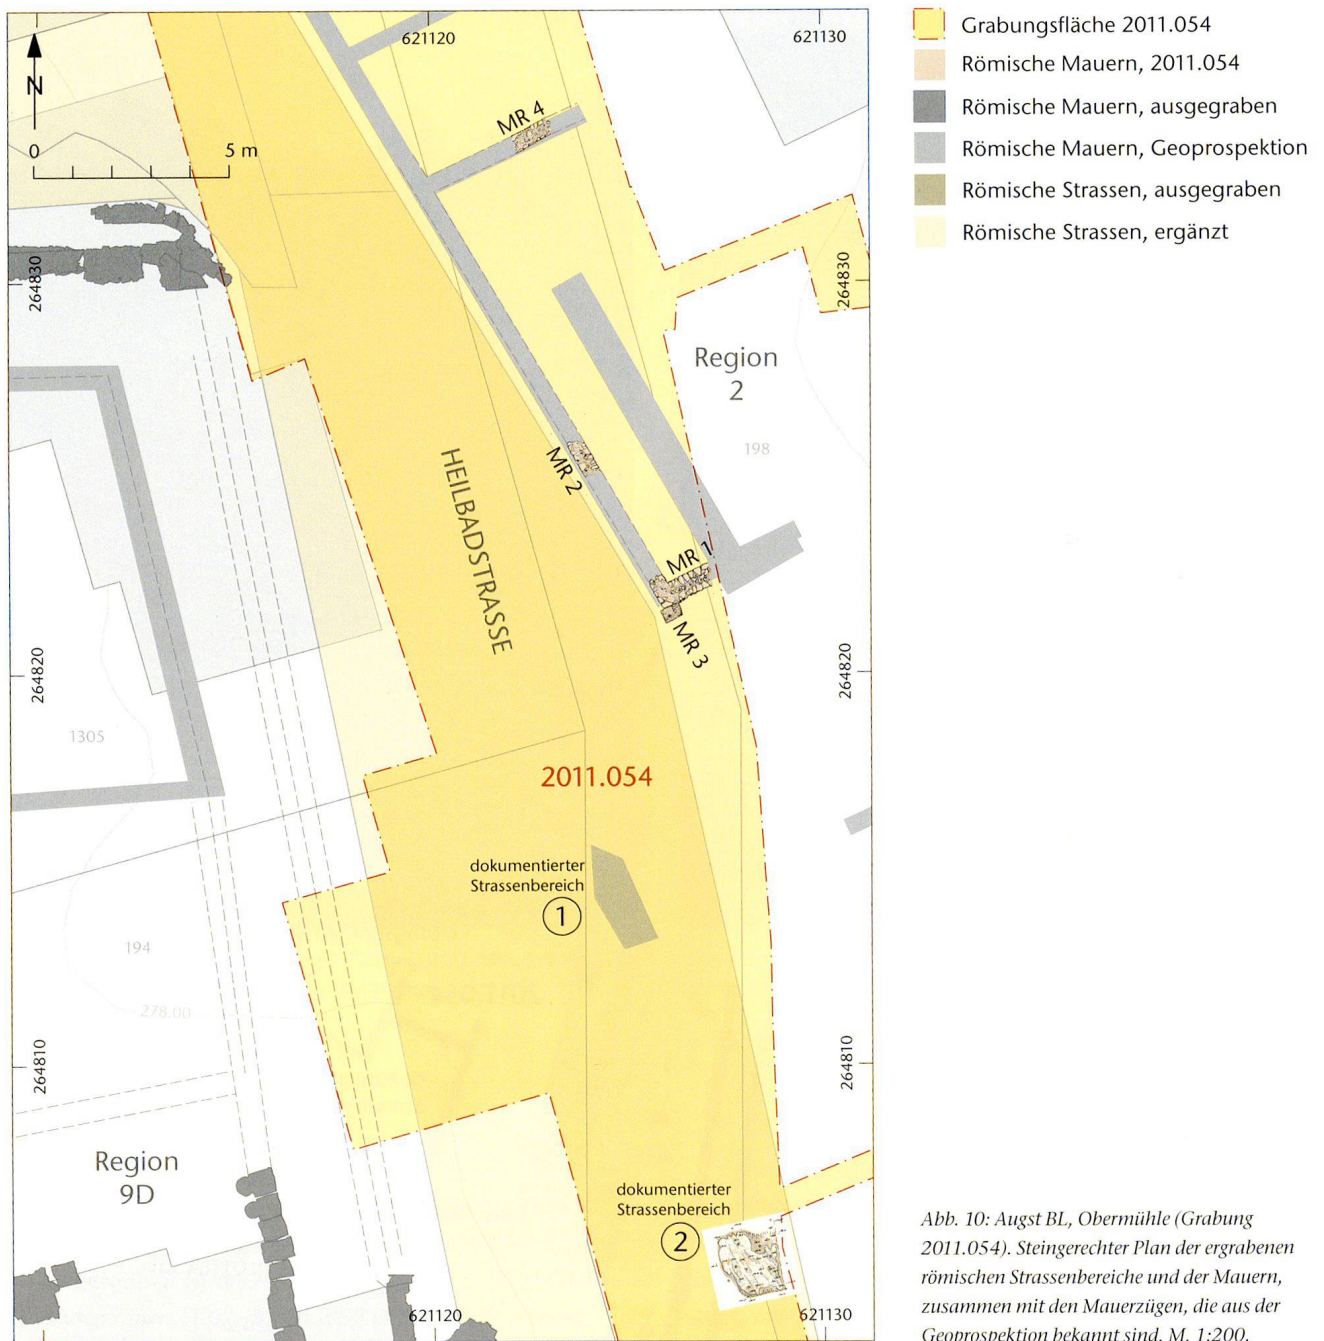 621120
621130
N
0
5 m
MR 4
264830
264830
Region
2
198
MR 2
HEILBADSTRASSE
MR 1
MR 3
264820
264820
1305
2011.054
dokumentierter
Strassenbereich
1
194
278.00
264810
264810
Region
9D
dokumentierter
Strassenbereich
2
621120
621130
Grabungsfläche 2011.054
Römische Mauern, 2011.054
Römische Mauern, ausgegraben
Römische Mauern, Geoprospektion
Römische Strassen, ausgegraben
Römische Strassen, ergänzt
Abb. 10: Augst BL, Obermühle (Grabung
2011.054). Steingerechter Plan der ergrabenen
römischen Strassenbereiche und der Mauern,
zusammen mit den Mauerzügen, die aus der
Geoprospektion bekannt sind. M. 1:200.